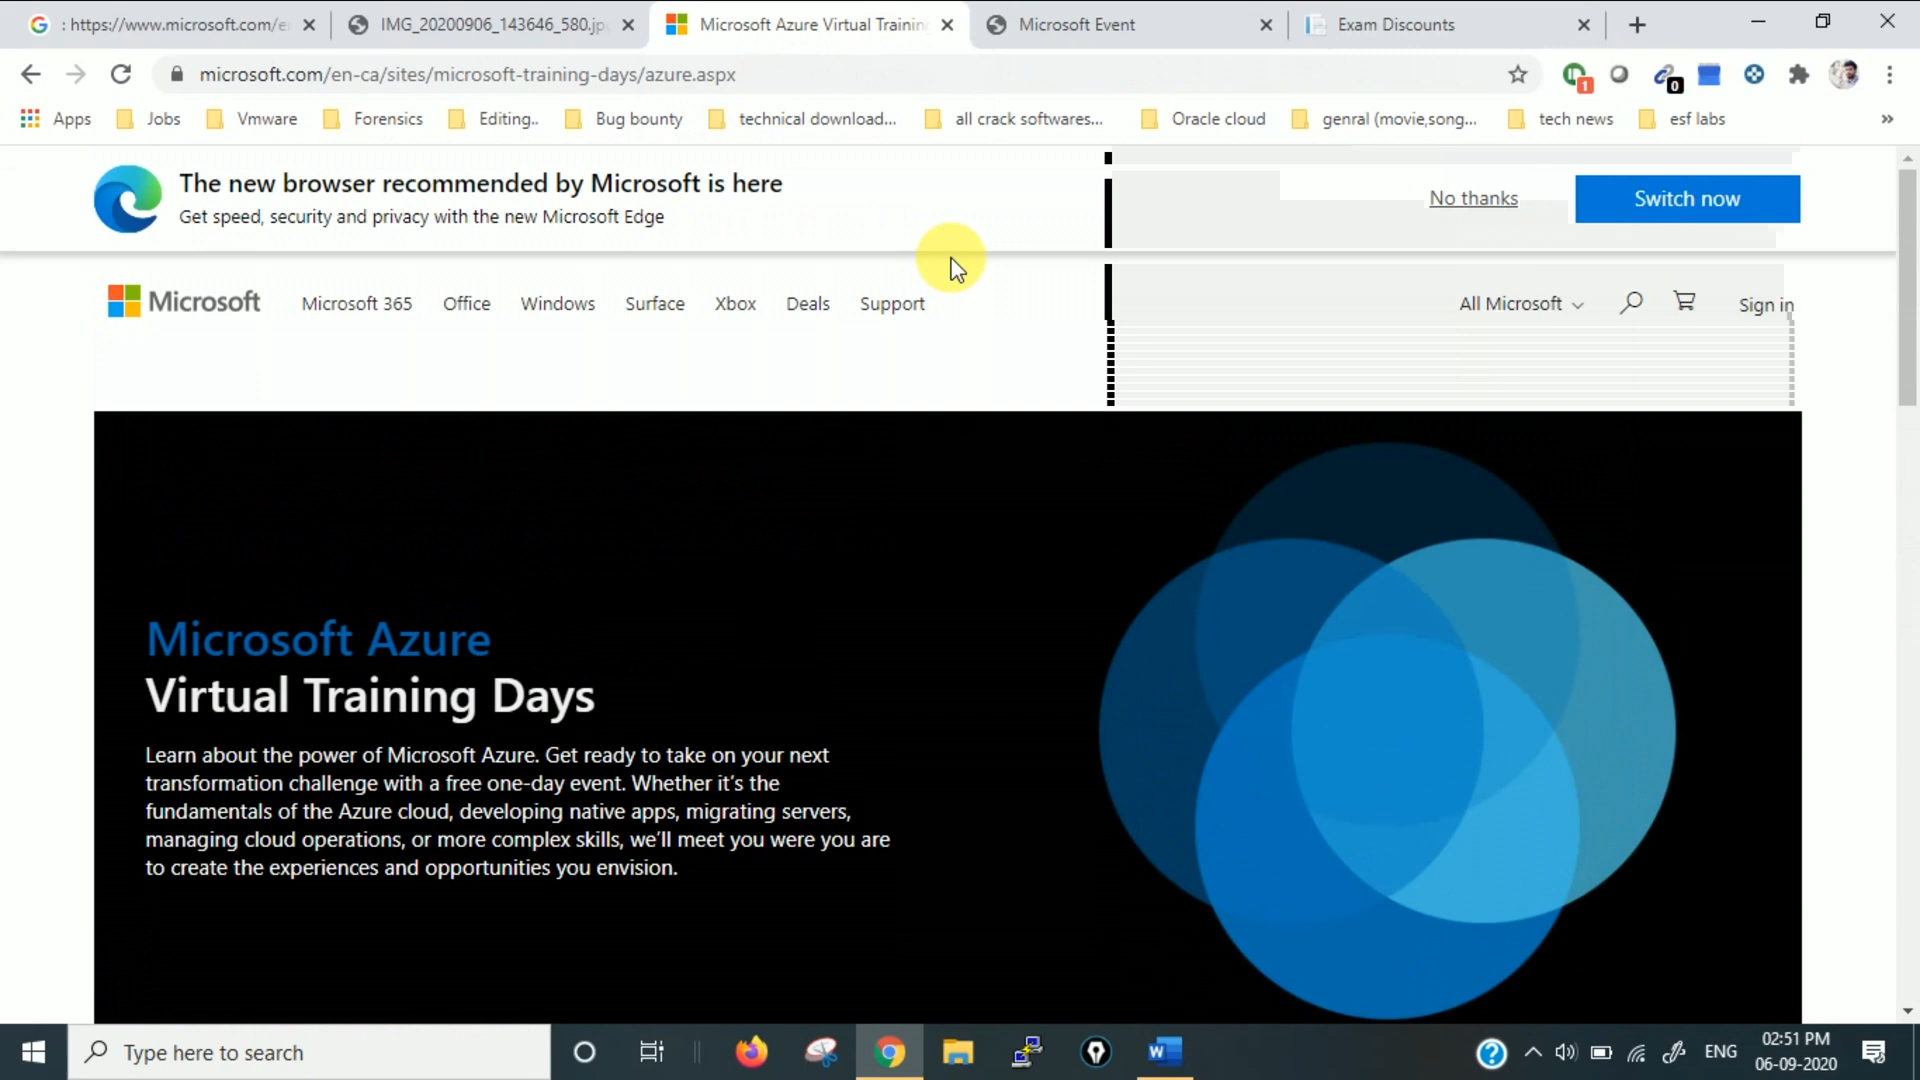 : https://www.microsoft.com/e
IMG_20200906_143646_580.jp
Microsoft Azure Virtual Trainin
Microsoft Event
Exam Discounts
microsoft.com/en-ca/sites/microsoft-training-days/azure.aspx
1
0
Apps
Jobs
Vmware
Forensics
Editing..
Bug bounty
technical download...
all crack softwares...
Oracle cloud
genral (movie,song...
tech news
esf labs
»
The new browser recommended by Microsoft is here
Get speed, security and privacy with the new Microsoft Edge
No thanks
Switch now
Microsoft
Microsoft 365
Office
Windows
Surface
Xbox
Deals
Support
All Microsoft
Sign in
Microsoft Azure
Virtual Training Days
Learn about the power of Microsoft Azure. Get ready to take on your next
transformation challenge with a free one-day event. Whether it's the
fundamentals of the Azure cloud, developing native apps, migrating servers,
managing cloud operations, or more complex skills, we'll meet you were you are
to create the experiences and opportunities you envision.
Type here to search
ENG
02:51 PM
06-09-2020